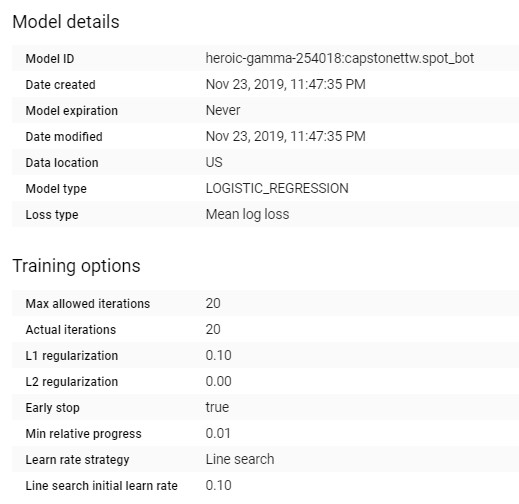 Model details
Model ID heroic-gamma-254018:capstonettw.spot_bot
Date created Nov 23, 2019, 11:47:35 PM
Model expiration Never
Date modified Nov 23, 2019, 11:47:35 PM
Data location US
Model type LOGISTIC_REGRESSION
Loss type Mean log loss
Training options
Max allowed iterations 20
Actual iterations 20
L1 regularization 0.10
L2 regularization 0.00
Early stop true
Min relative progress 0.01
Learn rate strategy Line search
Line search initial learn rate 0.10